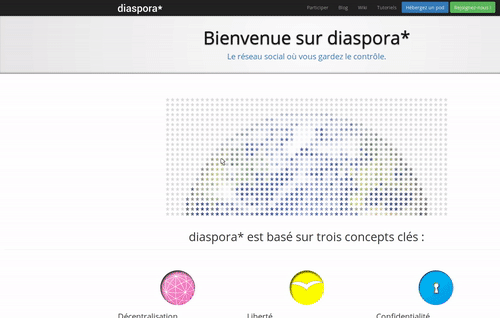 diaspora*
Participer Blog Wiki Tutoriels Hébergez un pod Rejoignez-nous !
Bienvenue sur diaspora*
Le réseau social où vous gardez le contrôle.
diaspora* est basé sur trois concepts clés :
Décentralisation Liberté Confidentialité